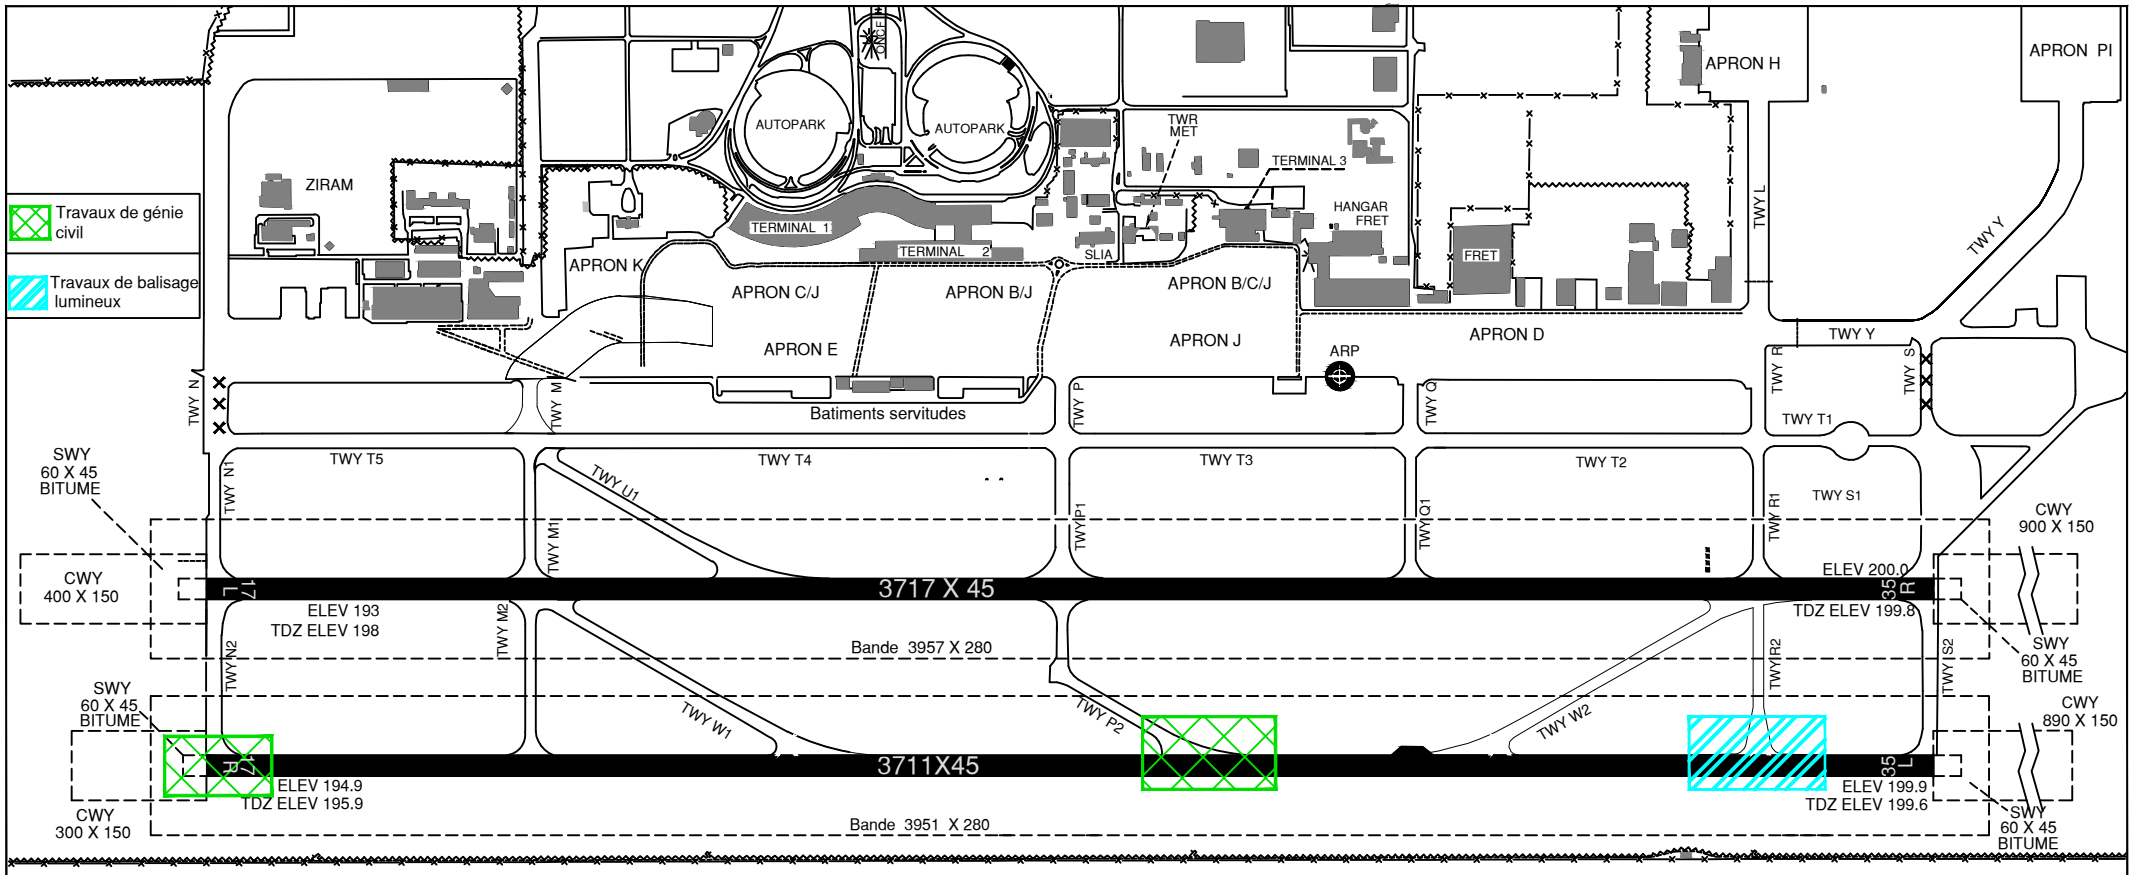 ONCF
APRON PI
APRON H
AUTOPARK
AUTOPARK
TWR
MET
TERMINAL 3
ZIRAM
TWY L
Travaux de génie
civil
HANGAR
FRET
TERMINAL 1
TWY Y
TERMINAL 2
SLIA
FRET
APRON K
Travaux de balisage
lumineux
APRON C/J
APRON B/J
APRON B/C/J
APRON E
APRON J
APRON D
TWY Y
ARP
TWY R
TWY S
TWY N
TWY M
TWY P
TWY Q
Batiments servitudes
TWY T1
SWY
60 X 45
BITUME
TWY T5
TWY T4
TWY T3
TWY T2
TWY N1
TWY U1
TWY S1
TWY M1
TWY P1
TWY Q1
TWY R1
CWY
900 X 150
CWY
400 X 150
17
L
3717 X 45
ELEV 200.0
35
R
ELEV 193
TDZ ELEV 198
TDZ ELEV 199.8
TWY M2
TWY N2
Bande 3957 X 280
TWY R2
TWY S2
SWY
60 X 45
BITUME
SWY
60 X 45
BITUME
TWY W1
TWY P2
TWY W2
CWY
890 X 150
17
R
3711X45
35
L
ELEV 194.9
TDZ ELEV 195.9
ELEV 199.9
TDZ ELEV 199.6
CWY
300 X 150
Bande 3951 X 280
SWY
60 X 45
BITUME